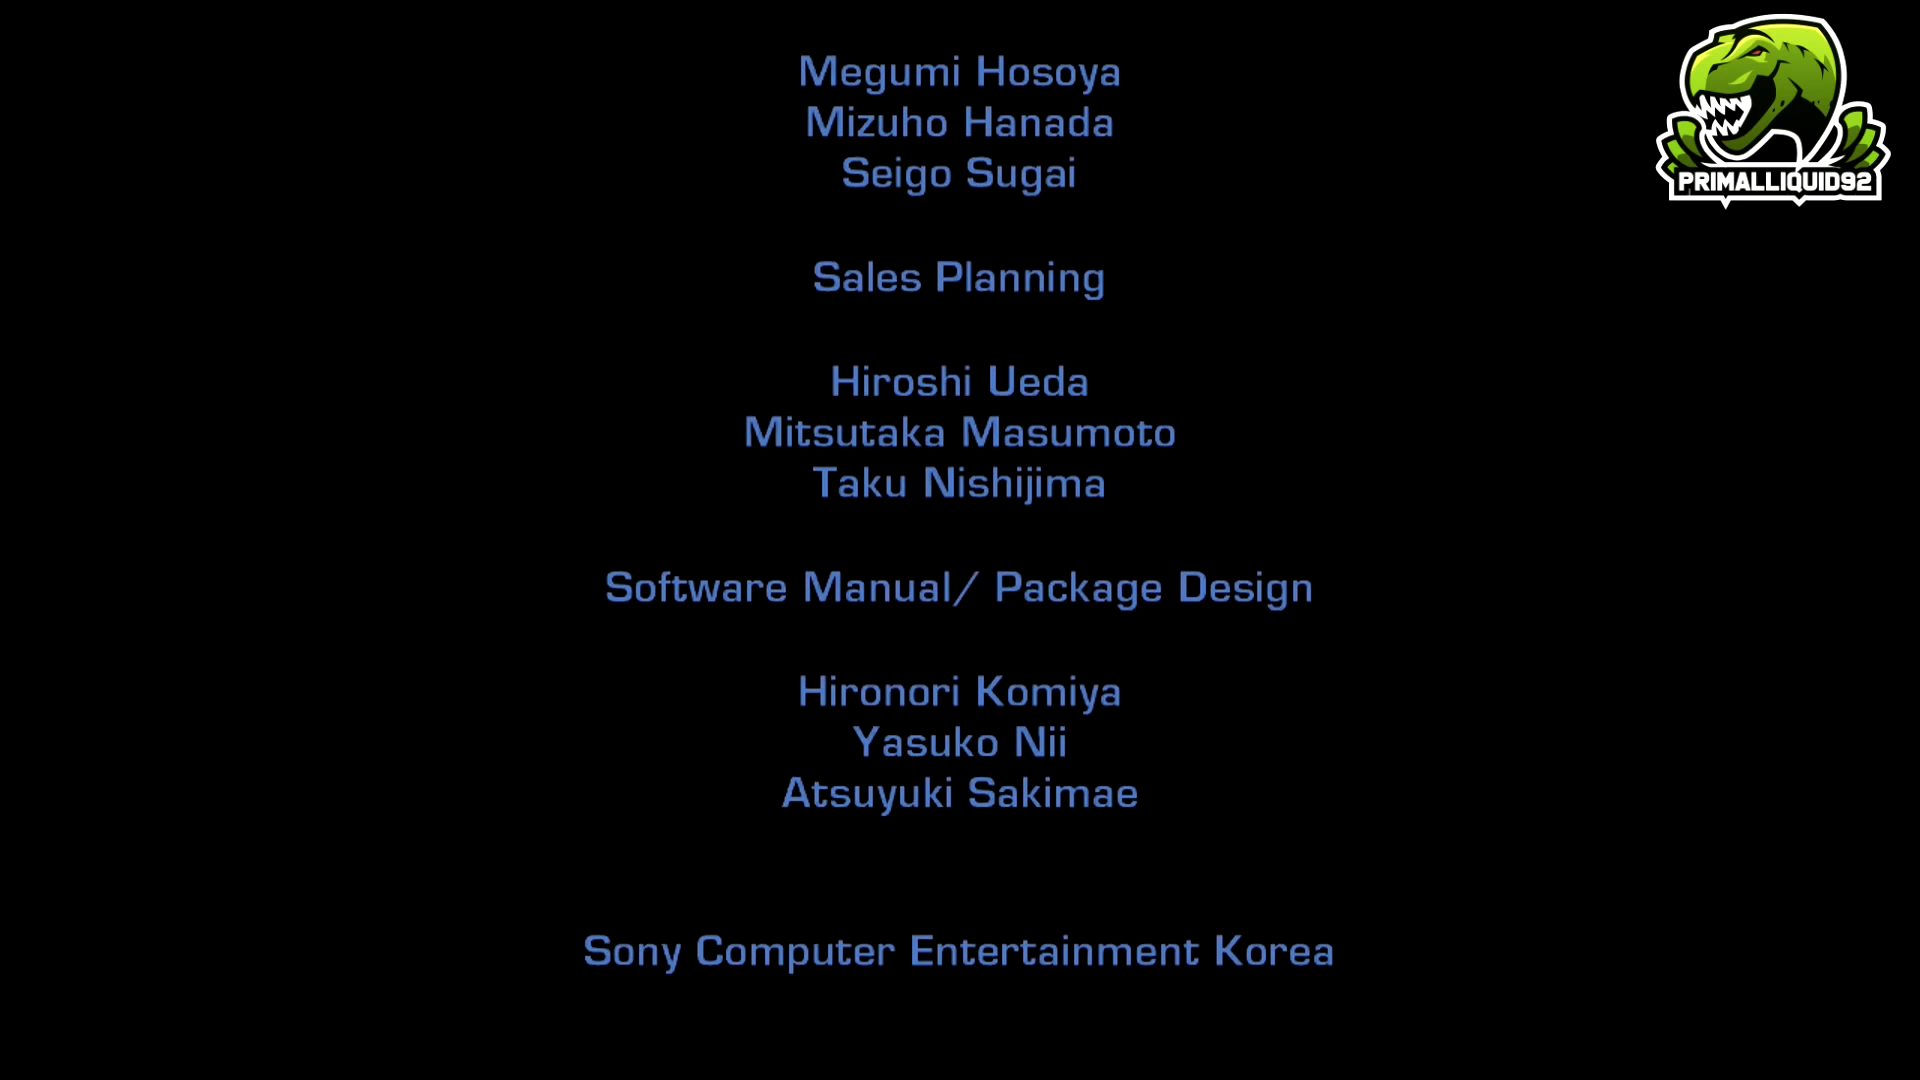 Megumi Hosoya
Mizuho Hanada
Seigo Sugai
Sales Planning
Hiroshi Ueda
Mitsutaka Masumoto
Taku Nishijima
Software Manual/ Package Design
Hironori Komiya
Yasuko Nii
Atsuyuki Sakimae
Sony Computer Entertainment Korea
PRIMALLIQUID92